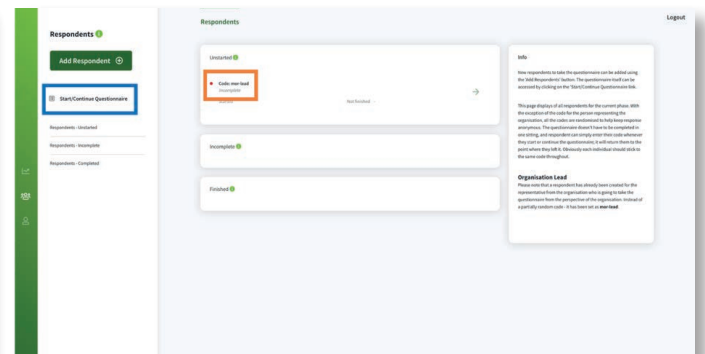 Respondents
Add Respondent
Start/Continue Questionnaire
Respondents - Unstarted
Respondents - Incomplete
Respondents - Completed
Respondents
Logout
Unstarted
Code: mor-lead
Incomplete
Not finished
Incomplete
Finished
Info
New respondents to take the questionnaire can be added using
the 'Add Respondents' button. The questionnaire itself can be
accessed by clicking on the 'Start/Continue Questionnaire link.
This page displays of all respondents for the current phase. With
the exception of the code for the person representing the
organisation, all the codes are randomised to help keep response
anonymous. The questionnaire doesn't have to be completed in
one sitting, and respondents can simply enter their code whenever
they start or continue the questionnaire, it will return them to the
point where they left it. Obviously each individual should stick to
the same code throughout.
Organisation Lead
Please note that a respondent has already been created for the
representative from the organisation who is going to take the
questionnaire from the perspective of the organisation. Instead of
a partially random code - it has been set as mor-lead